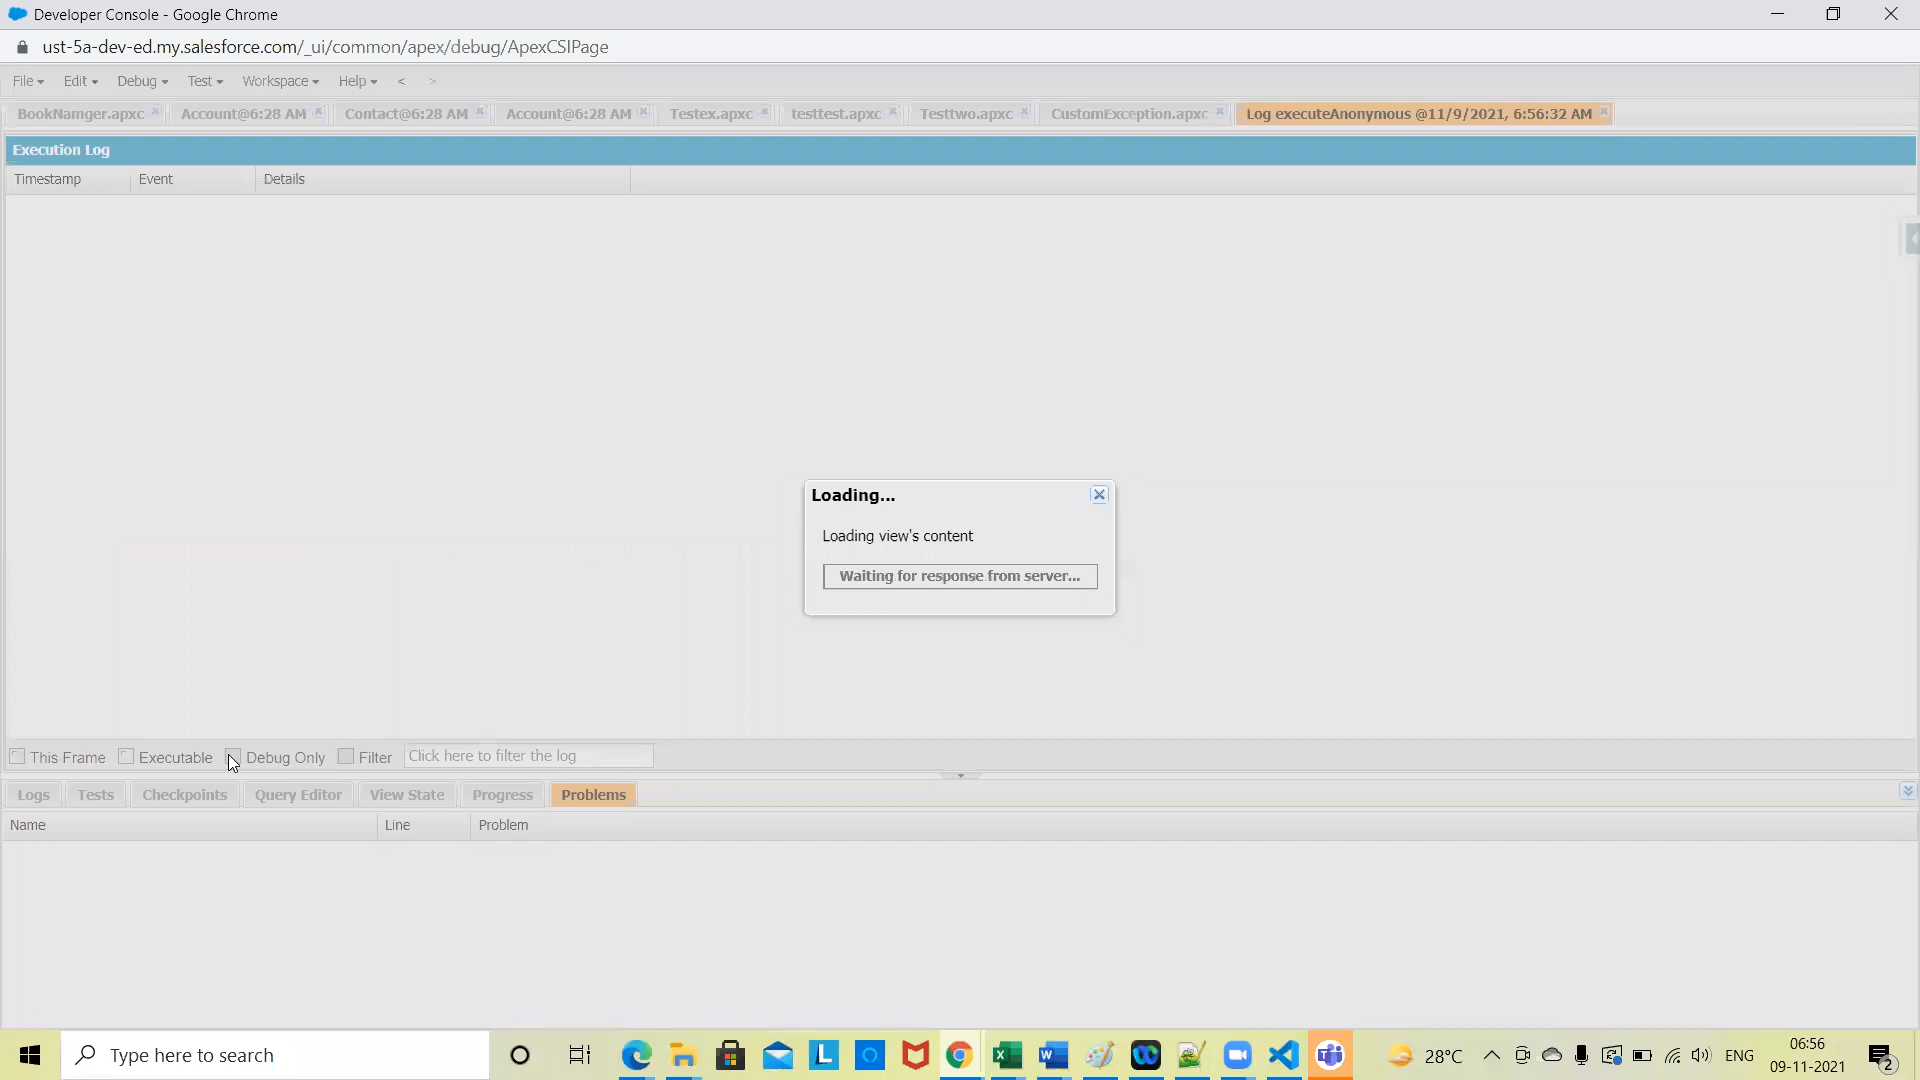 Developer Console - Google Chrome
ust-5a-dev-ed.my.salesforce.com/_ui/common/apex/debug/ApexCSIPage
File Edit Debug Test Workspace Help < >
BookNamger.apxc Account@6:28 AM Contact@6:28 AM Account@6:28 AM Testex.apxc testtest.apxc Testtwo.apxc CustomException.apxc Log executeAnonymous @11/9/2021, 6:56:32 AM
Execution Log
Timestamp Event Details
Loading...
Loading view's content
Waiting for response from server...
This Frame Executable Debug Only Filter Click here to filter the log
Logs Tests Checkpoints Query Editor View State Progress Problems
Name Line Problem
Type here to search
28°C
ENG
06:56
09-11-2021
2